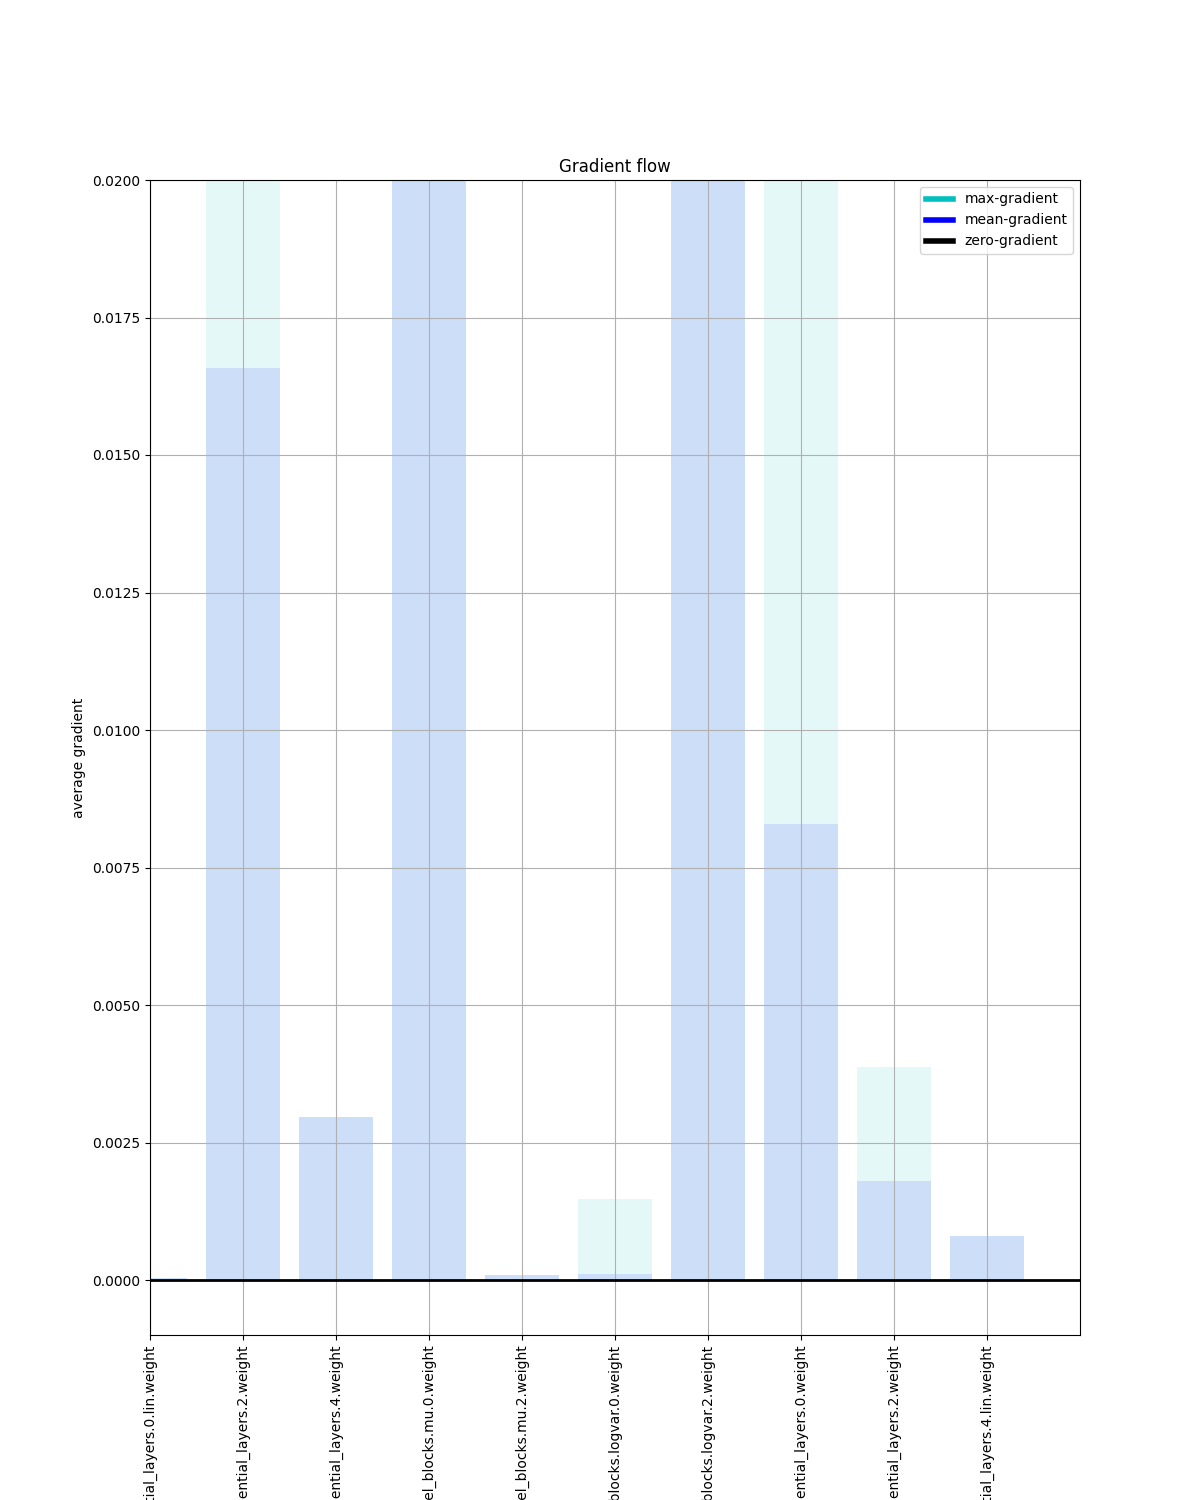 Gradient flow
max-gradient
mean-gradient
zero-gradient
0.0200
0.0175
0.0150
0.0125
0.0100
0.0075
0.0050
0.0025
0.0000
average gradient
tial_layers.0.lin.weight
ential_layers.2.weight
ential_layers.4.weight
el_blocks.mu.0.weight
el_blocks.mu.2.weight
blocks.logvar.0.weight
blocks.logvar.2.weight
ential_layers.0.weight
ential_layers.2.weight
tial_layers.4.lin.weight